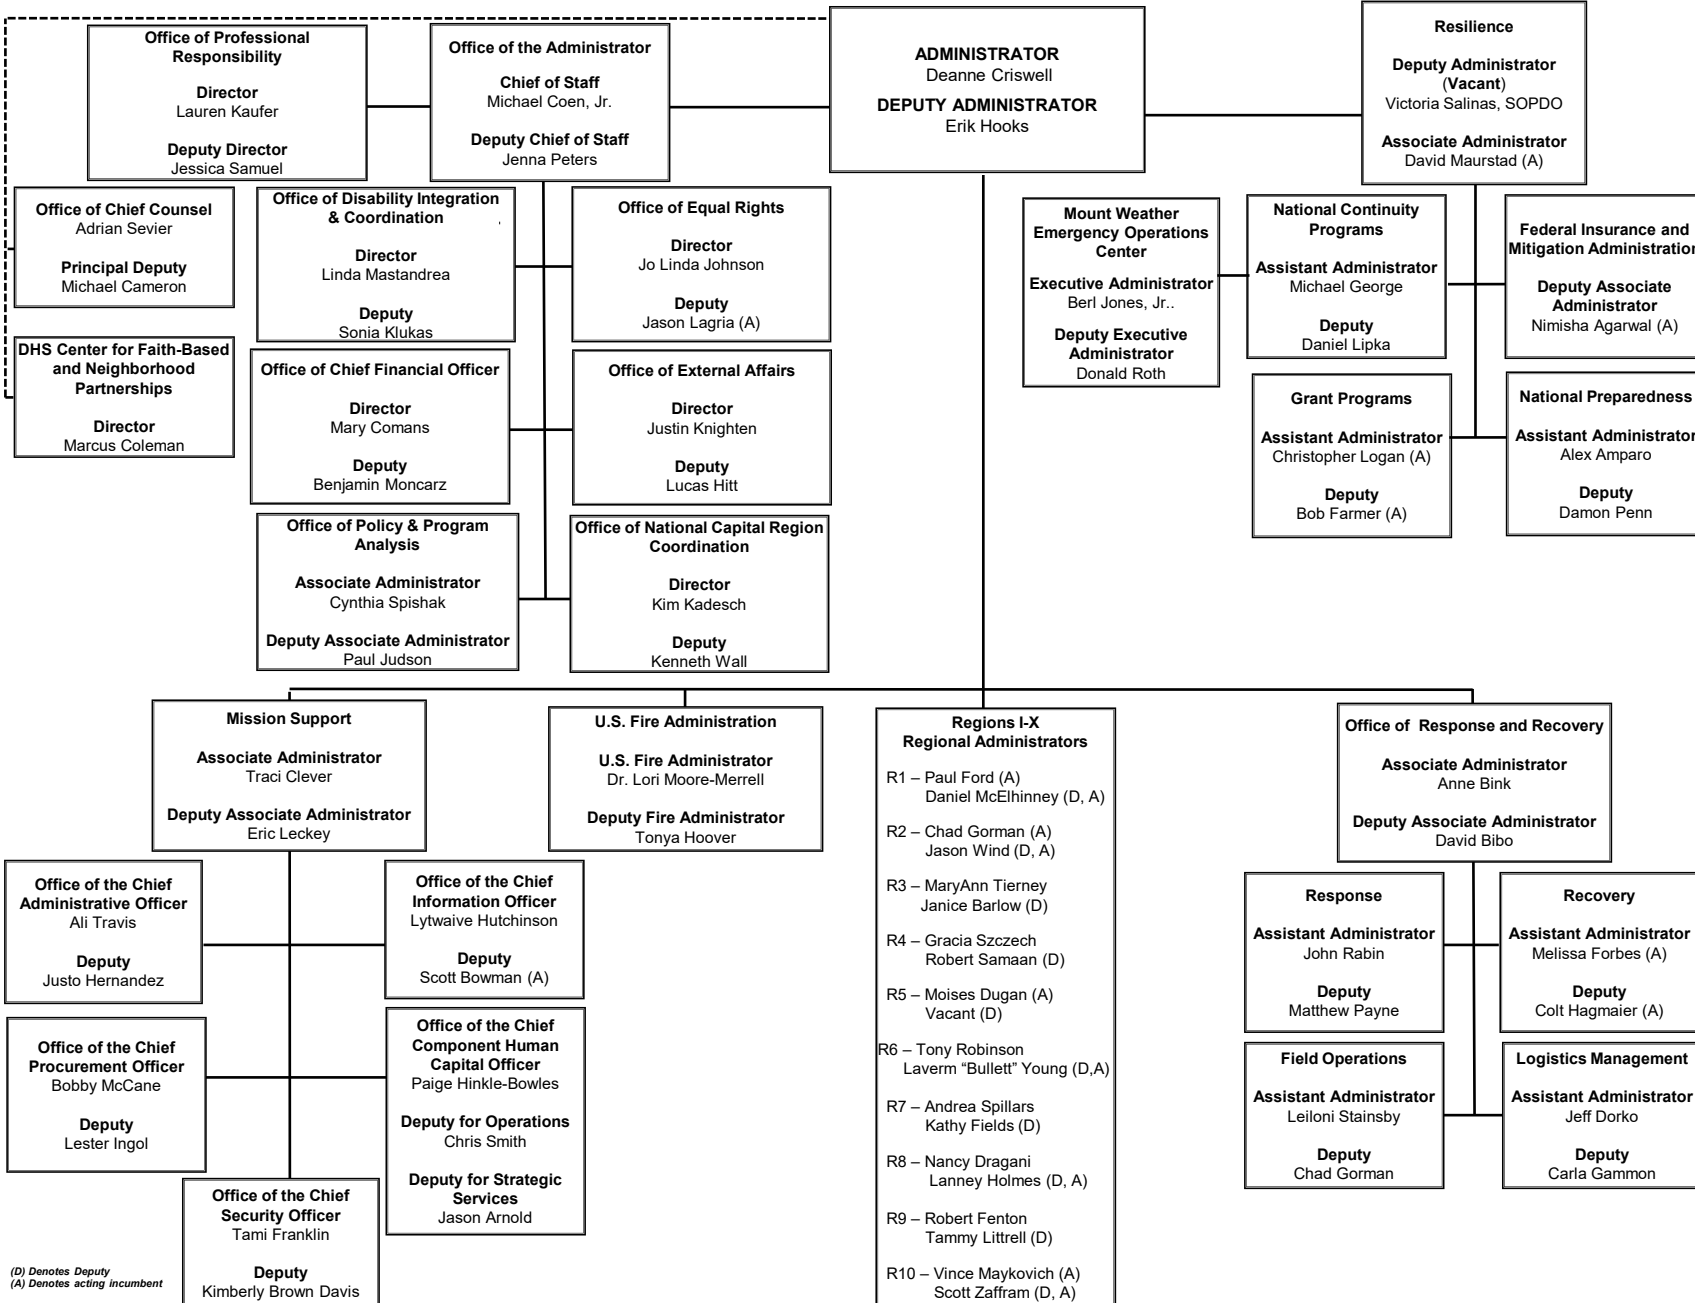 Office of Professional
Responsibility
Director
Lauren Kaufer
Deputy Director
Jessica Samuel
Office of the Administrator
Chief of Staff
Michael Coen, Jr.
Deputy Chief of Staff
Jenna Peters
ADMINISTRATOR
Deanne Criswell
DEPUTY ADMINISTRATOR
Erik Hooks
Resilience
Deputy Administrator
(Vacant)
Victoria Salinas, SOPDO
Associate Administrator
David Maurstad (A)
Office of Chief Counsel
Adrian Sevier
Principal Deputy
Michael Cameron
Office of Disability Integration
& Coordination
Director
Linda Mastandrea
Deputy
Sonia Klukas
Office of Equal Rights
Director
Jo Linda Johnson
Deputy
Jason Lagria (A)
Mount Weather
Emergency Operations
Center
Executive Administrator
Berl Jones, Jr..
Deputy Executive
Administrator
Donald Roth
National Continuity
Programs
Assistant Administrator
Michael George
Deputy
Daniel Lipka
Federal Insurance and
Mitigation Administration
Deputy Associate
Administrator
Nimisha Agarwal (A)
DHS Center for Faith-Based
and Neighborhood
Partnerships
Director
Marcus Coleman
Office of Chief Financial Officer
Director
Mary Comans
Deputy
Benjamin Moncarz
Office of External Affairs
Director
Justin Knighten
Deputy
Lucas Hitt
Grant Programs
Assistant Administrator
Christopher Logan (A)
Deputy
Bob Farmer (A)
National Preparedness
Assistant Administrator
Alex Amparo
Deputy
Damon Penn
Office of Policy & Program
Analysis
Associate Administrator
Cynthia Spishak
Deputy Associate Administrator
Paul Judson
Office of National Capital Region
Coordination
Director
Kim Kadesch
Deputy
Kenneth Wall
Mission Support
Associate Administrator
Traci Clever
Deputy Associate Administrator
Eric Leckey
U.S. Fire Administration
U.S. Fire Administrator
Dr. Lori Moore-Merrell
Deputy Fire Administrator
Tonya Hoover
Regions I-X
Regional Administrators
R1 – Paul Ford (A)
Daniel McElhinney (D, A)
R2 – Chad Gorman (A)
Jason Wind (D, A)
R3 – MaryAnn Tierney
Janice Barlow (D)
R4 – Gracia Szczech
Robert Samaan (D)
R5 – Moises Dugan (A)
Vacant (D)
R6 – Tony Robinson
Laverm “Bullett” Young (D,A)
R7 – Andrea Spillars
Kathy Fields (D)
R8 – Nancy Dragani
Lanney Holmes (D, A)
R9 – Robert Fenton
Tammy Littrell (D)
R10 – Vince Maykovich (A)
Scott Zaffram (D, A)
Office of Response and Recovery
Associate Administrator
Anne Bink
Deputy Associate Administrator
David Bibo
Office of the Chief
Administrative Officer
Ali Travis
Deputy
Justo Hernandez
Office of the Chief
Information Officer
Lytwaive Hutchinson
Deputy
Scott Bowman (A)
Response
Assistant Administrator
John Rabin
Deputy
Matthew Payne
Recovery
Assistant Administrator
Melissa Forbes (A)
Deputy
Colt Hagmaier (A)
Office of the Chief
Procurement Officer
Bobby McCane
Deputy
Lester Ingol
Office of the Chief
Component Human
Capital Officer
Paige Hinkle-Bowles
Deputy for Operations
Chris Smith
Deputy for Strategic
Services
Jason Arnold
Field Operations
Assistant Administrator
Leiloni Stainsby
Deputy
Chad Gorman
Logistics Management
Assistant Administrator
Jeff Dorko
Deputy
Carla Gammon
Office of the Chief
Security Officer
Tami Franklin
Deputy
Kimberly Brown Davis
(D) Denotes Deputy
(A) Denotes acting incumbent